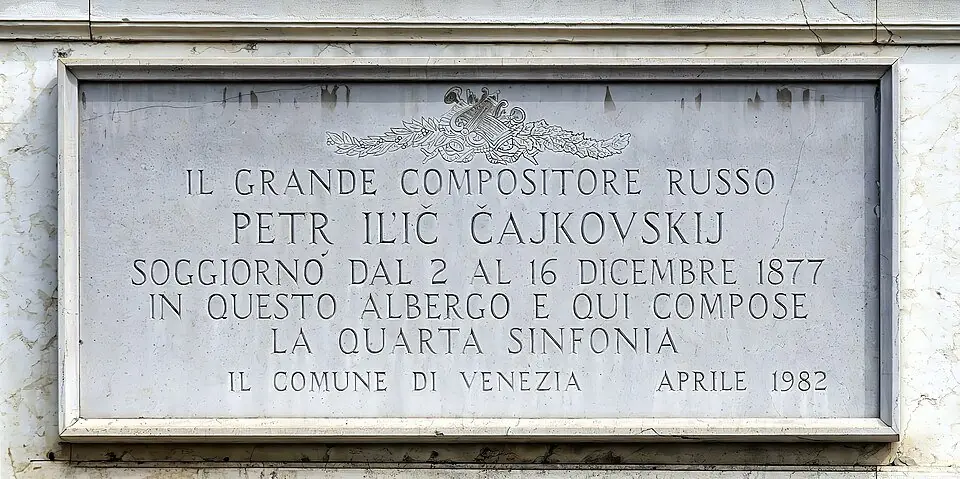 IL GRANDE COMPOSITORE RUSSO
PETR IL'IČ ČAJKOVSKIJ
SOGGIORNO' DAL 2 AL 16 DICEMBRE 1877
IN QUESTO ALBERGO E QUI COMPOSE
LA QUARTA SINFONIA
IL COMUNE DI VENEZIA APRILE 1982